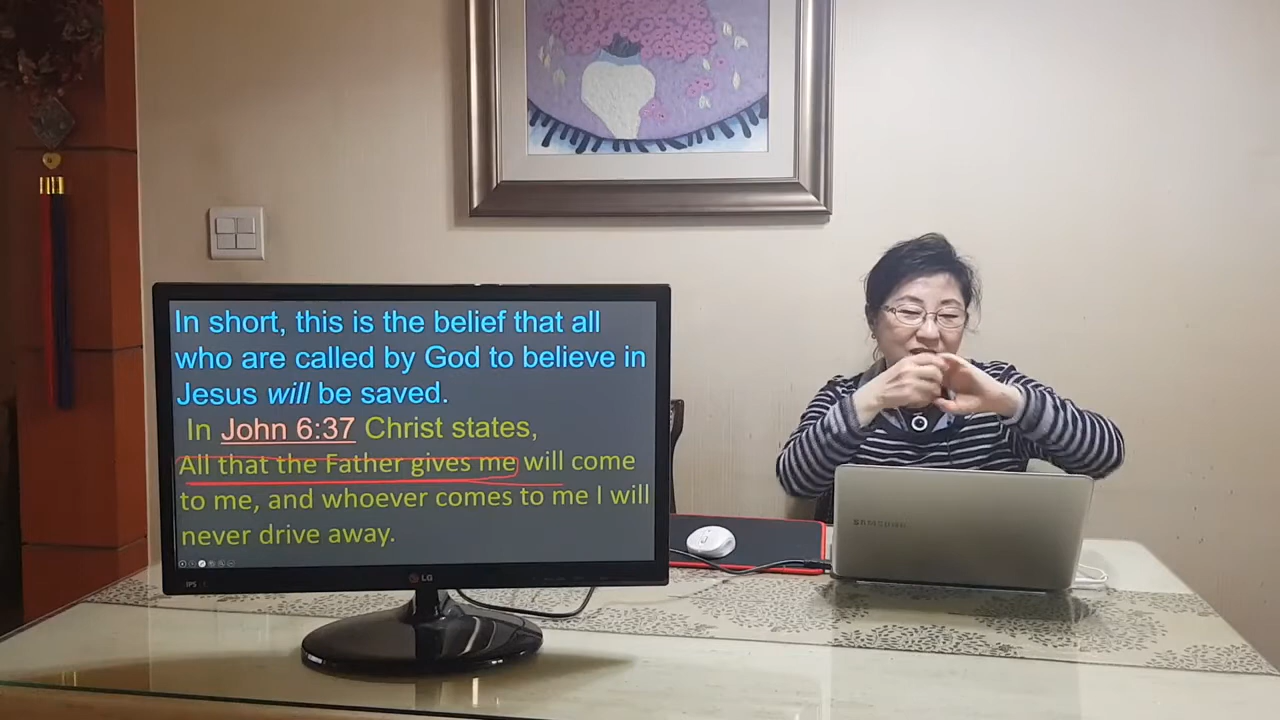 In short, this is the belief that all
who are called by God to believe in
Jesus will be saved.
In John 6:37 Christ states,
All that the Father gives me will come
to me, and whoever comes to me I will
never drive away.
IPS
LG
SAMSUNG